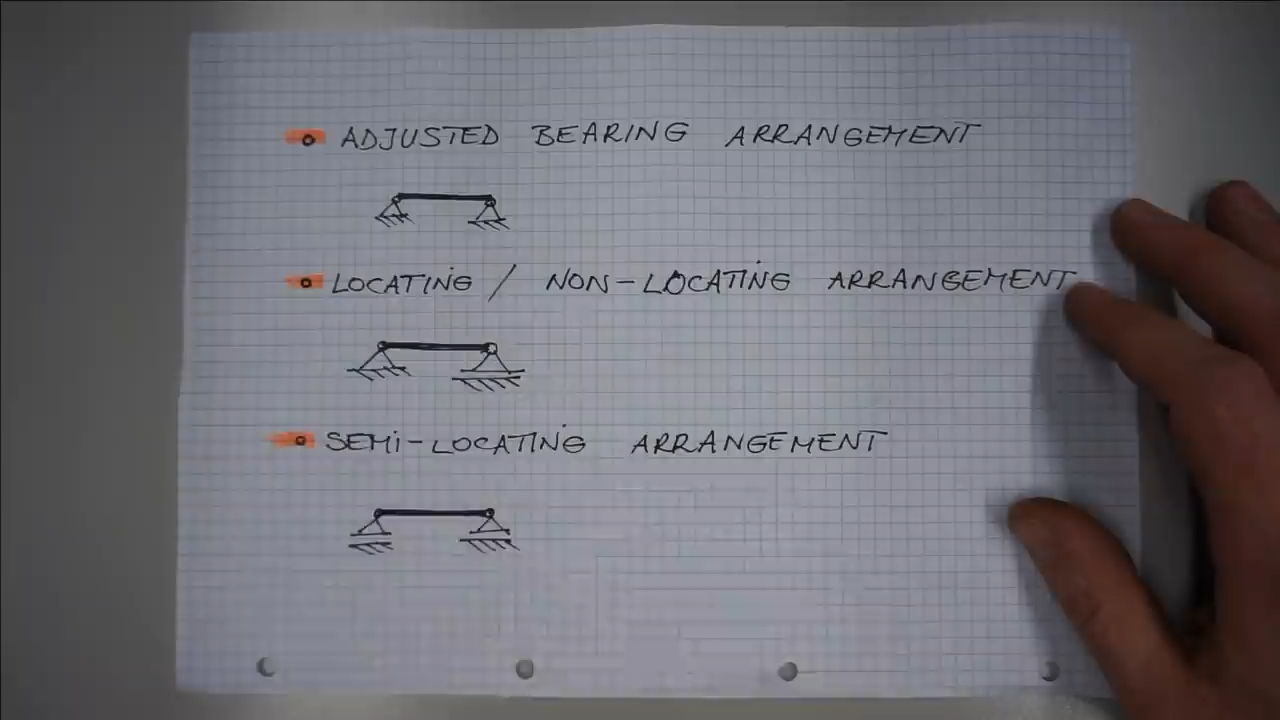 ADJUSTED BEARING ARRANGEMENT
LOCATING / NON-LOCATING ARRANGEMENT
SEMI-LOCATING ARRANGEMENT